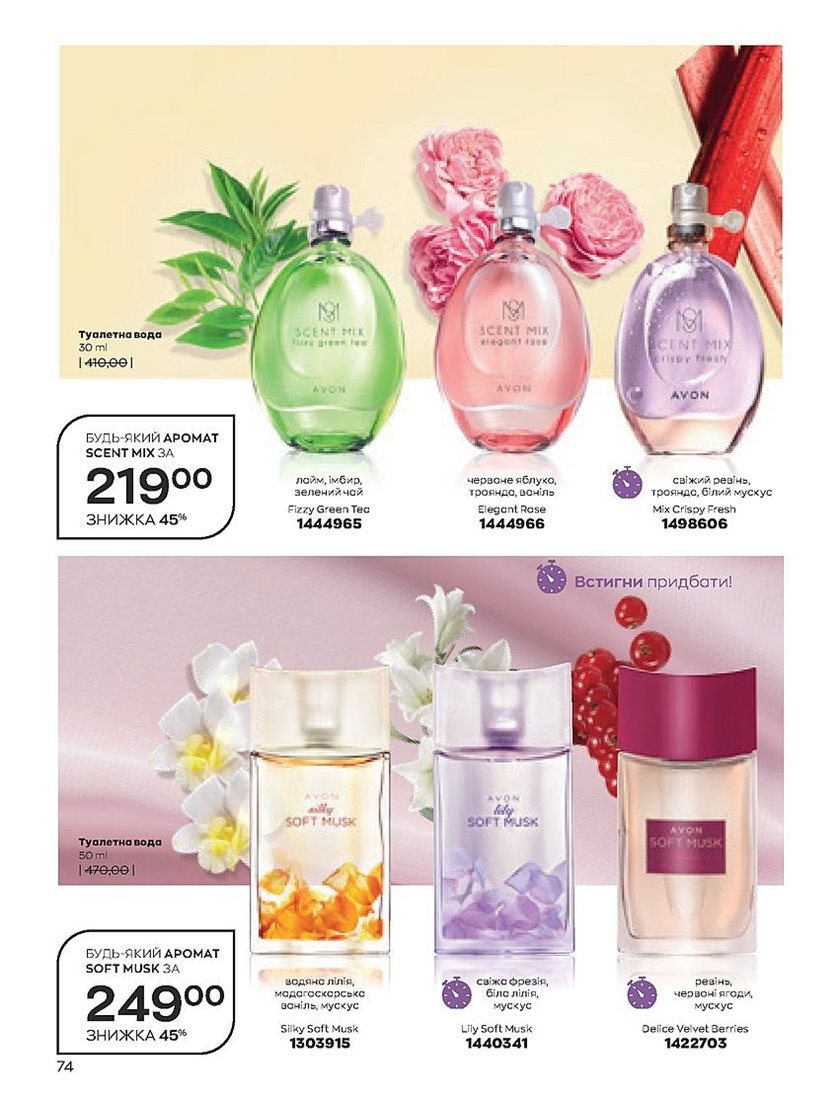 Туалетна вода
30 ml
| 410,00 |
SCENT MIX
fizzy green tea
AVON
SCENT MIX
elegant rose
AVON
SCENT MIX
crispy fresh
AVON
БУДЬ-ЯКИЙ АРОМАТ
SCENT MIX ЗА
219⁰⁰
ЗНИЖКА 45%
лайм, імбир,
зелений чай
Fizzy Green Tea
1444965
червоне яблуко,
троянда, ваніль
Elegant Rose
1444966
свіжий ревінь,
троянда, білий мускус
Mix Crispy Fresh
1498606
Встигни придбати!
Туалетна вода
50 ml
| 470,00 |
AVON
silky
SOFT MUSK
AVON
lily
SOFT MUSK
AVON
SOFT MUSK
БУДЬ-ЯКИЙ АРОМАТ
SOFT MUSK ЗА
249⁰⁰
ЗНИЖКА 45%
водяна лілія,
мадагаскарська
ваніль, мускус
Silky Soft Musk
1303915
свіжа фрезія,
біла лілія,
мускус
Lily Soft Musk
1440341
ревінь,
червоні ягоди,
мускус
Delice Velvet Berries
1422703
74